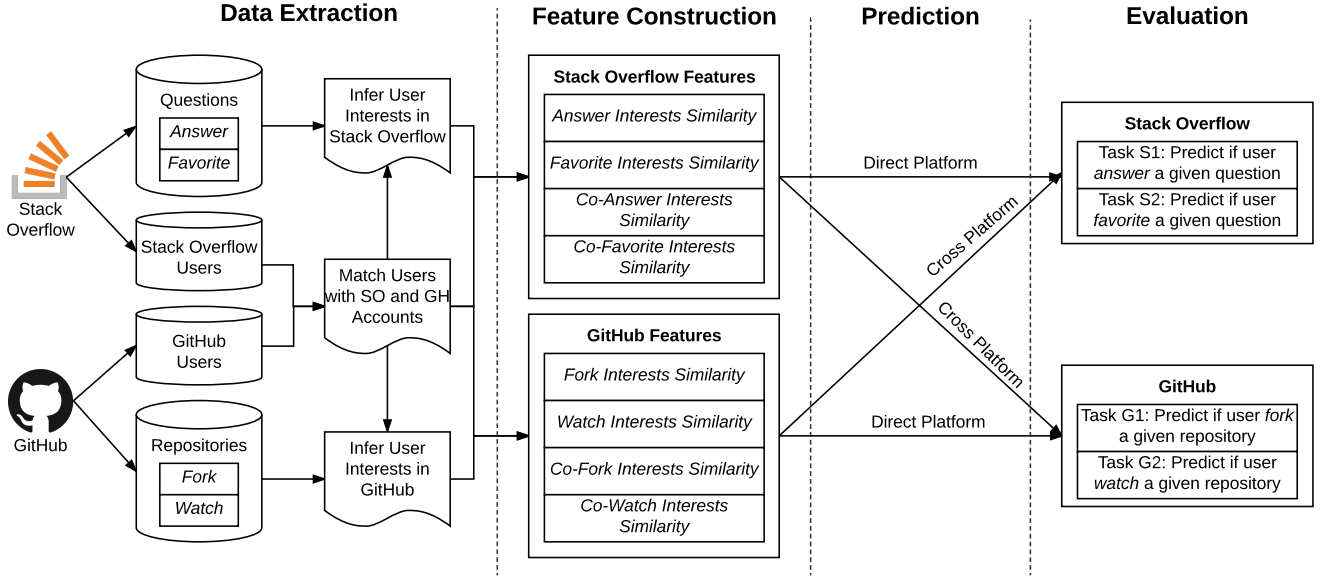 Data Extraction
Feature Construction
Prediction
Evaluation
Stack
Overflow
Questions
Answer
Favorite
Stack Overflow
Users
GitHub
Users
GitHub
Repositories
Fork
Watch
Infer User
Interests in
Stack Overflow
Match Users
with SO and GH
Accounts
Infer User
Interests in
GitHub
Stack Overflow Features
Answer Interests Similarity
Favorite Interests Similarity
Co-Answer Interests
Similarity
Co-Favorite Interests
Similarity
GitHub Features
Fork Interests Similarity
Watch Interests Similarity
Co-Fork Interests Similarity
Co-Watch Interests
Similarity
Direct Platform
Cross Platform
Cross Platform
Direct Platform
Stack Overflow
Task S1: Predict if user
answer a given question
Task S2: Predict if user
favorite a given question
GitHub
Task G1: Predict if user fork
a given repository
Task G2: Predict if user
watch a given repository